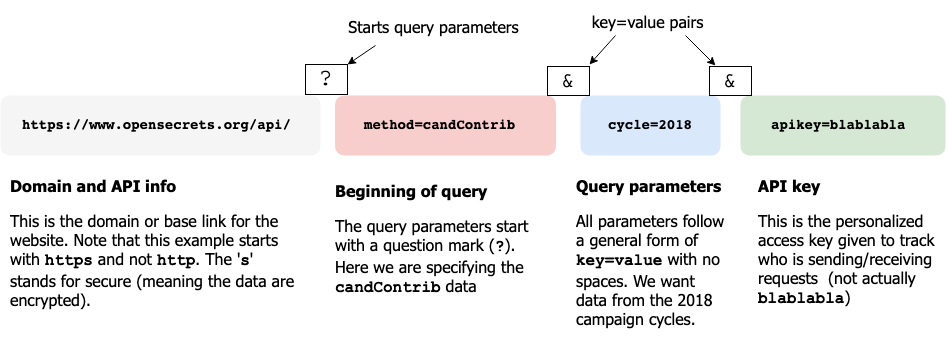 Starts query parameters
key=value pairs
?
&
&
https://www.opensecrets.org/api/
method=candContrib
cycle=2018
apikey=blablabla
Domain and API info
This is the domain or base link for the
website. Note that this example starts
with https and not http. The 's'
stands for secure (meaning the data are
encrypted).
Beginning of query
The query parameters start
with a question mark (?).
Here we are specifying the
candContrib data
Query parameters
All parameters follow
a general form of
key=value with no
spaces. We want
data from the 2018
campaign cycles.
API key
This is the personalized
access key given to track
who is sending/receiving
requests (not actually
blablabla)